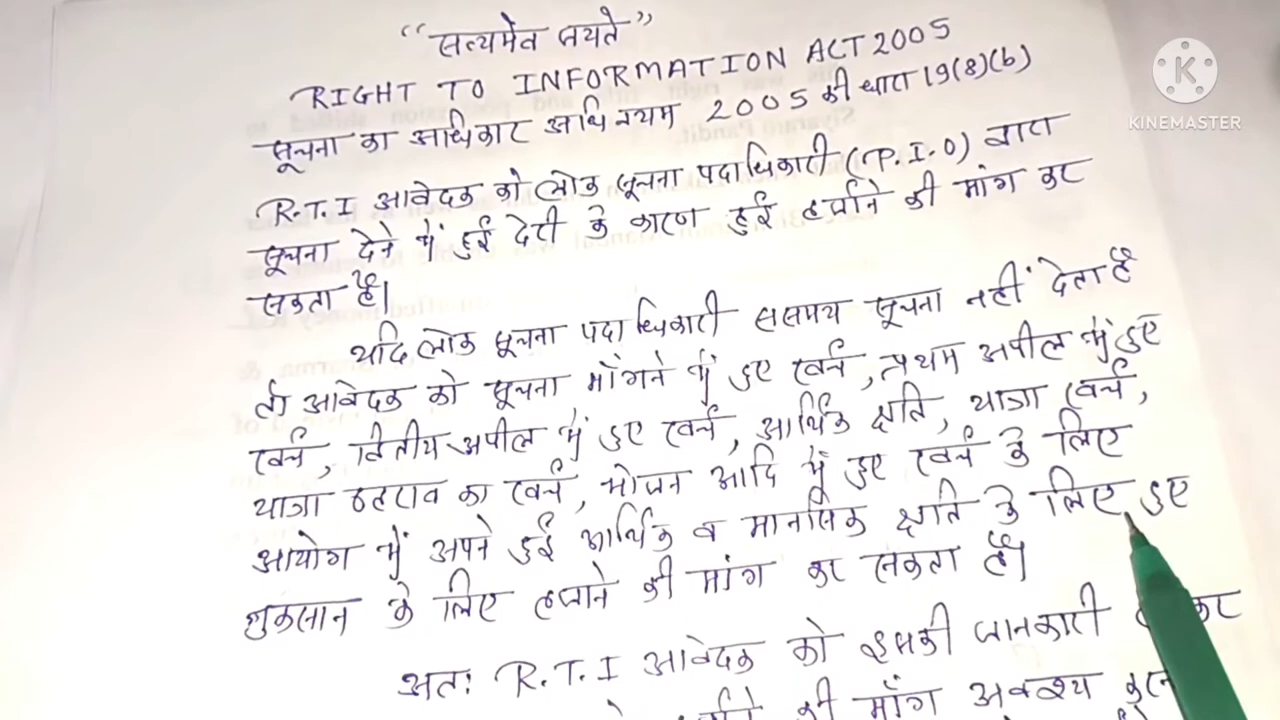 “सत्यमेव जयते”
RIGHT TO INFORMATION ACT 2005
सूचना का अधिकार अधिनियम 2005 की धारा 19(8)(b)
R.T.I आवेदक को लोक सूचना पदाधिकारी (P.I.O) द्वारा
सूचना देने में हुई देरी के कारण हुई हर्जाने की मांग कर
सकता है।
यदि लोक सूचना पदाधिकारी ससमय सूचना नहीं देता है
तो आवेदक को सूचना माँगने में हुए खर्च, प्रथम अपील में हुए
खर्च, द्वितीय अपील में हुए खर्च, आर्थिक क्षति, यात्रा खर्च,
यात्रा ठहराव का खर्च, भोजन आदि में हुए खर्च के लिए
आयोग में अपने हुई आर्थिक व मानसिक क्षति के लिए हुए
नुकसान के लिए हर्जाने की मांग कर सकता है।
अतः R.T.I आवेदक को इसकी जानकारी
की माँग अवश्य
KINEMASTER